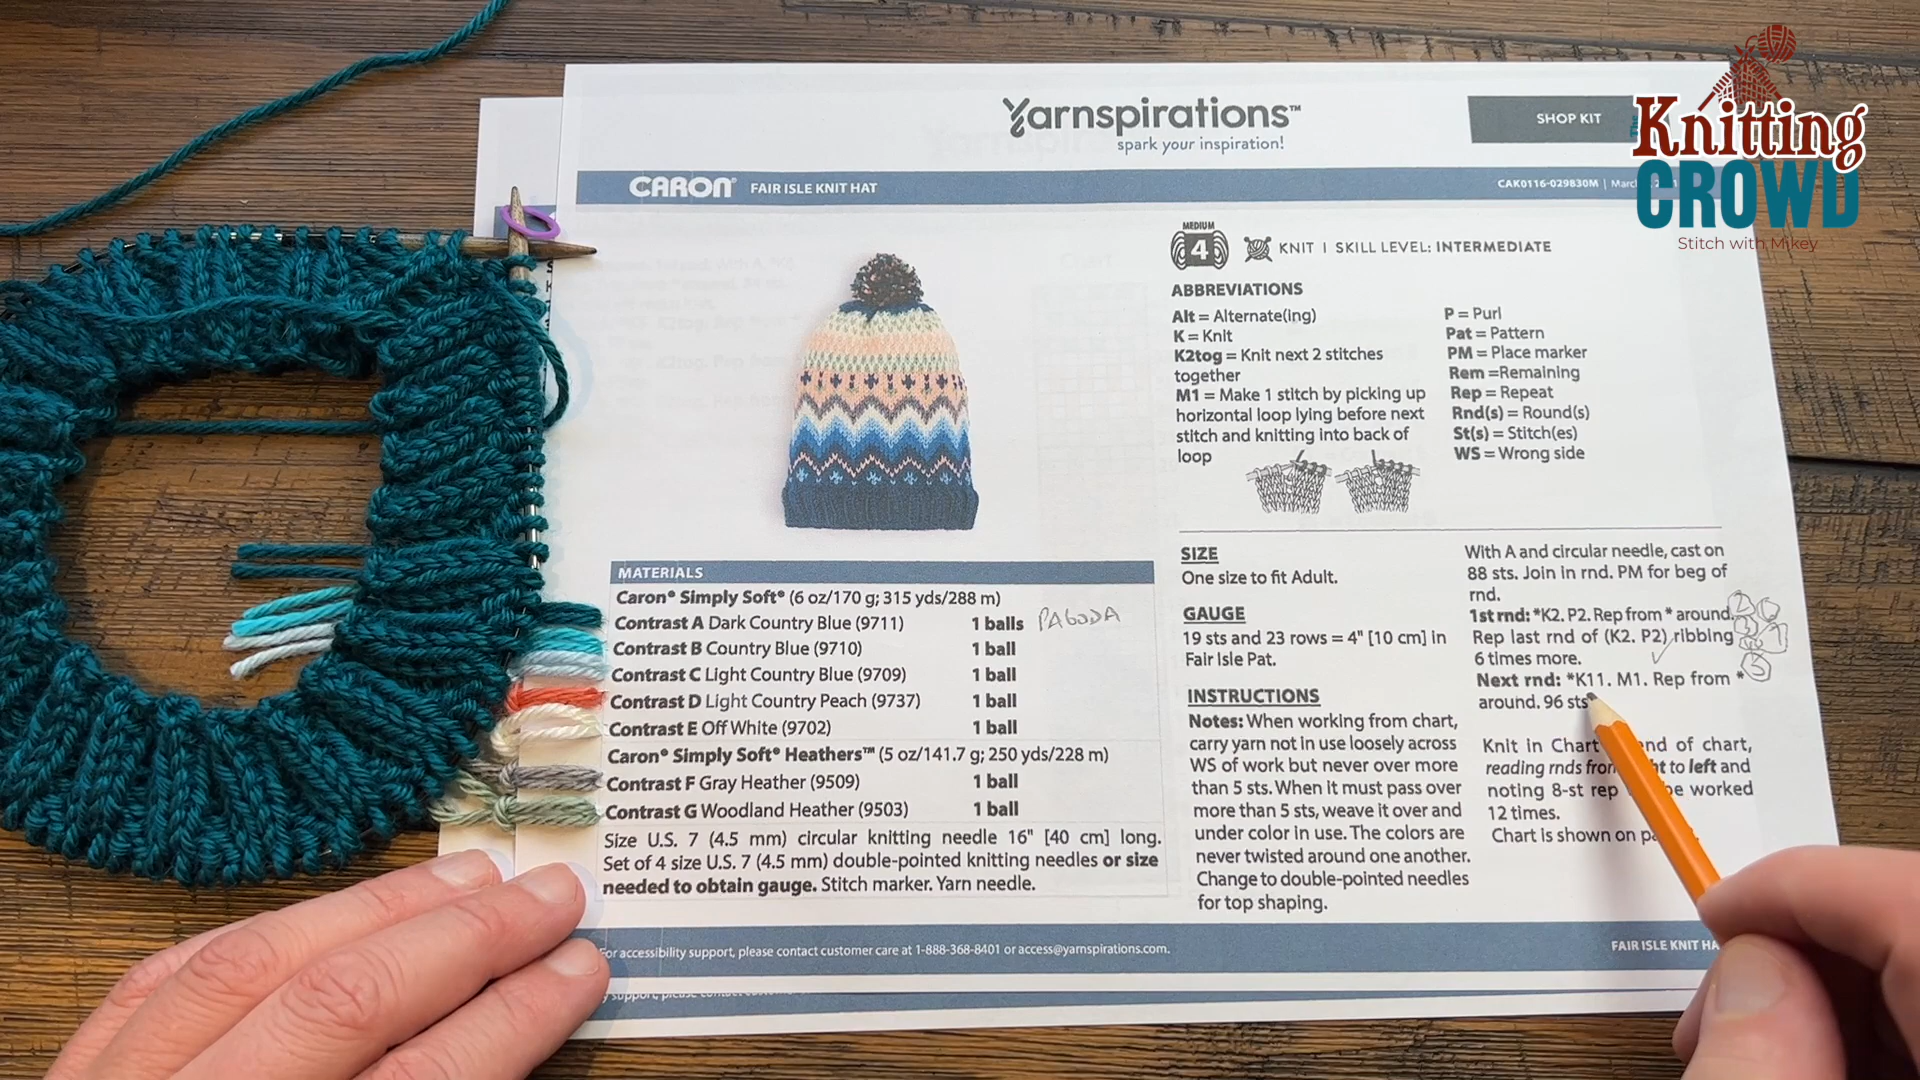 Yarnspirations™
spark your inspiration!
SHOP KIT
The Knitting
CROWD
Stitch with Mikey
CARON® FAIR ISLE KNIT HAT
CAK0116-029830M | March
MEDIUM
4
KNIT I SKILL LEVEL: INTERMEDIATE
ABBREVIATIONS
Alt = Alternate(ing)
K = Knit
K2tog = Knit next 2 stitches
together
M1 = Make 1 stitch by picking up
horizontal loop lying before next
stitch and knitting into back of
loop
P = Purl
Pat = Pattern
PM = Place marker
Rem =Remaining
Rep = Repeat
Rnd(s) = Round(s)
St(s) = Stitch(es)
WS = Wrong side
MATERIALS
Caron® Simply Soft® (6 oz/170 g; 315 yds/288 m)
Contrast A Dark Country Blue (9711) 1 balls PAGODA
Contrast B Country Blue (9710) 1 ball
Contrast C Light Country Blue (9709) 1 ball
Contrast D Light Country Peach (9737) 1 ball
Contrast E Off White (9702) 1 ball
Caron® Simply Soft® Heathers™ (5 oz/141.7 g; 250 yds/228 m)
Contrast F Gray Heather (9509) 1 ball
Contrast G Woodland Heather (9503) 1 ball
Size U.S. 7 (4.5 mm) circular knitting needle 16" [40 cm] long.
Set of 4 size U.S. 7 (4.5 mm) double-pointed knitting needles or size
needed to obtain gauge. Stitch marker. Yarn needle.
SIZE
One size to fit Adult.
GAUGE
19 sts and 23 rows = 4" [10 cm] in
Fair Isle Pat.
INSTRUCTIONS
Notes: When working from chart,
carry yarn not in use loosely across
WS of work but never over more
than 5 sts. When it must pass over
more than 5 sts, weave it over and
under color in use. The colors are
never twisted around one another.
Change to double-pointed needles
for top shaping.
With A and circular needle, cast on
88 sts. Join in rnd. PM for beg of
rnd.
1st rnd: *K2. P2. Rep from * around.
Rep last rnd of (K2. P2) ribbing
6 times more.
Next rnd: *K11. M1. Rep from *
around. 96 sts
Knit in Chart end of chart,
reading rnds from to left and
noting 8-st rep be worked
12 times.
Chart is shown on
For accessibility support, please contact customer care at 1-888-368-8401 or access@yarnspirations.com.
FAIR ISLE KNIT